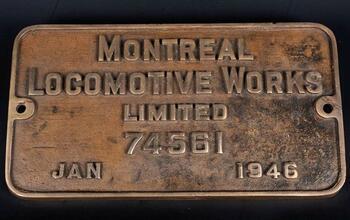 MONTREAL
LOCOMOTIVE WORKS
LIMITED
74561
JAN 1946